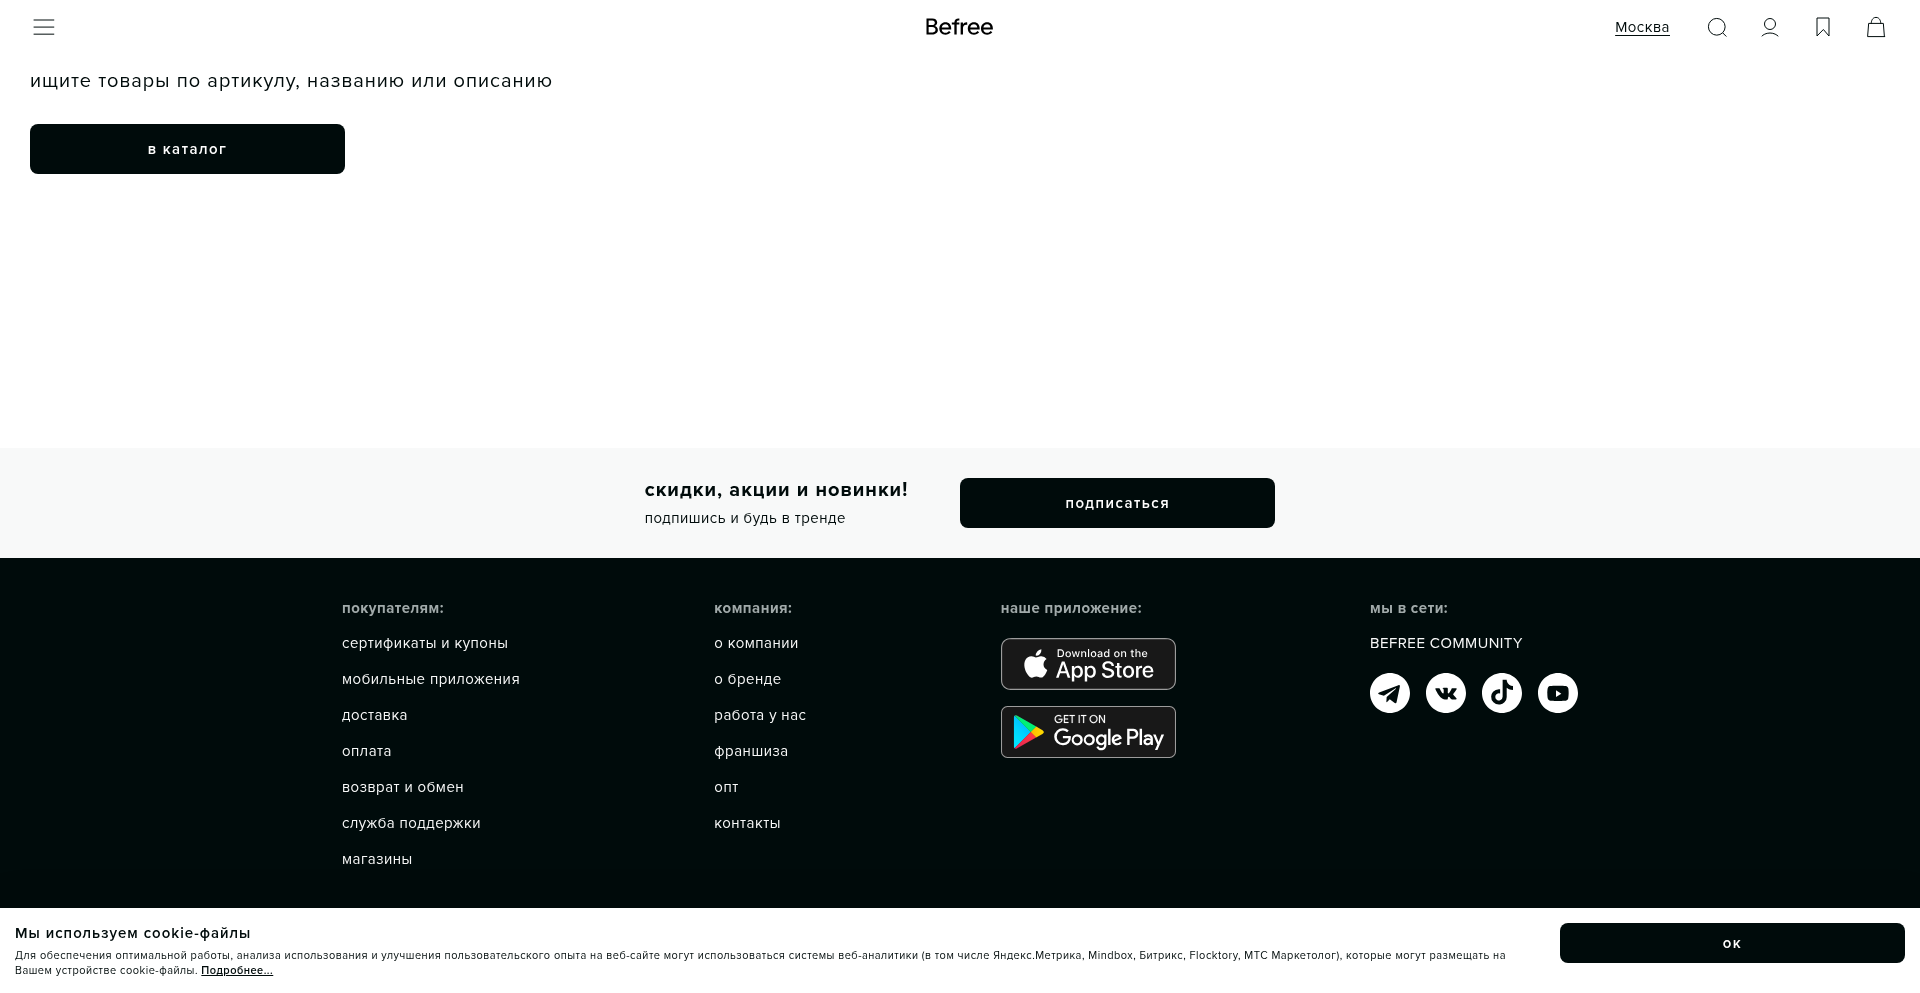 Befree
Москва
ищите товары по артикулу, названию или описанию
в каталог
скидки, акции и новинки!
подпишись и будь в тренде
подписаться
покупателям:
сертификаты и купоны
мобильные приложения
доставка
оплата
возврат и обмен
служба поддержки
магазины
компания:
о компании
о бренде
работа у нас
франшиза
опт
контакты
наше приложение:
Download on the
App Store
GET IT ON
Google Play
мы в сети:
BEFREE COMMUNITY
Мы используем cookie-файлы
Для обеспечения оптимальной работы, анализа использования и улучшения пользовательского опыта на веб-сайте могут использоваться системы веб-аналитики (в том числе Яндекс.Метрика, Mindbox, Битрикс, Flocktory, МТС Маркетолог), которые могут размещать на
Вашем устройстве cookie-файлы. Подробнее...
ок